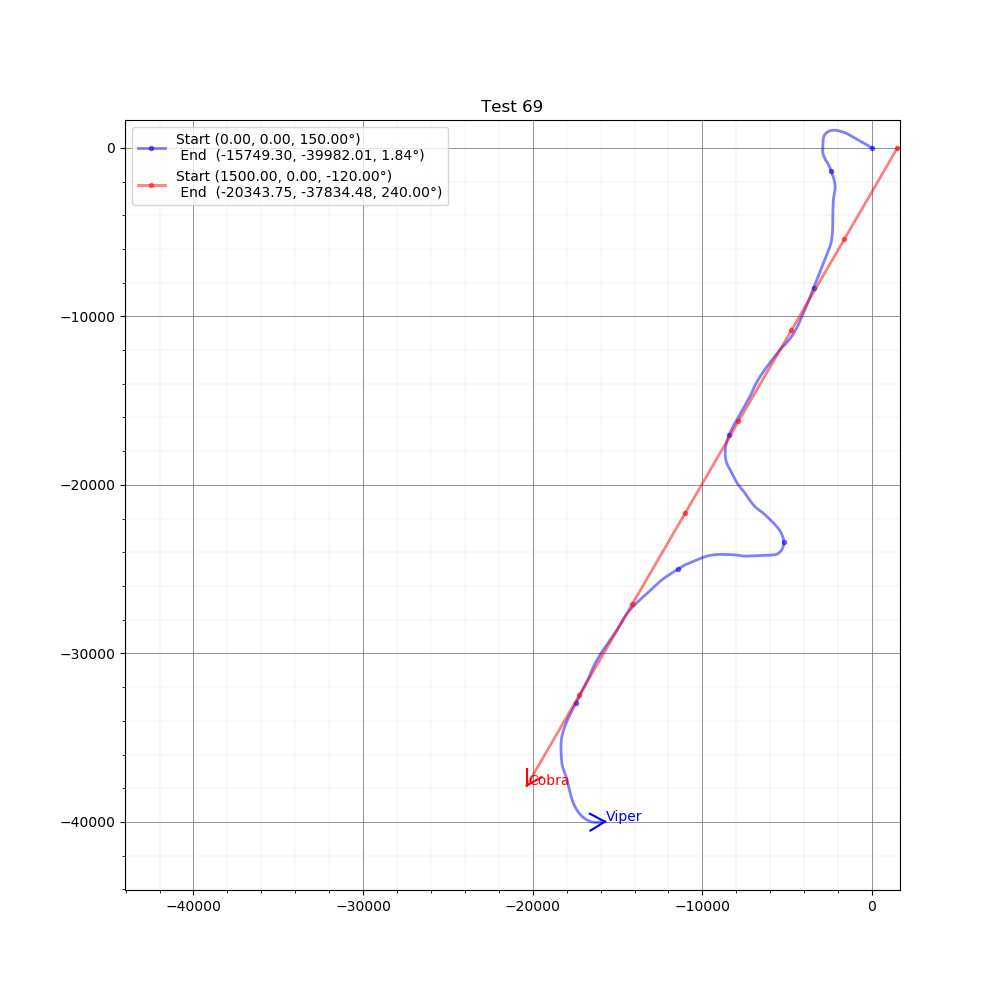 Test 69
Start (0.00, 0.00, 150.00°)
End (-15749.30, -39982.01, 1.84°)
Start (1500.00, 0.00, -120.00°)
End (-20343.75, -37834.48, 240.00°)
0
−10000
−20000
−30000
−40000
Cobra
Viper
−40000 −30000 −20000 −10000 0